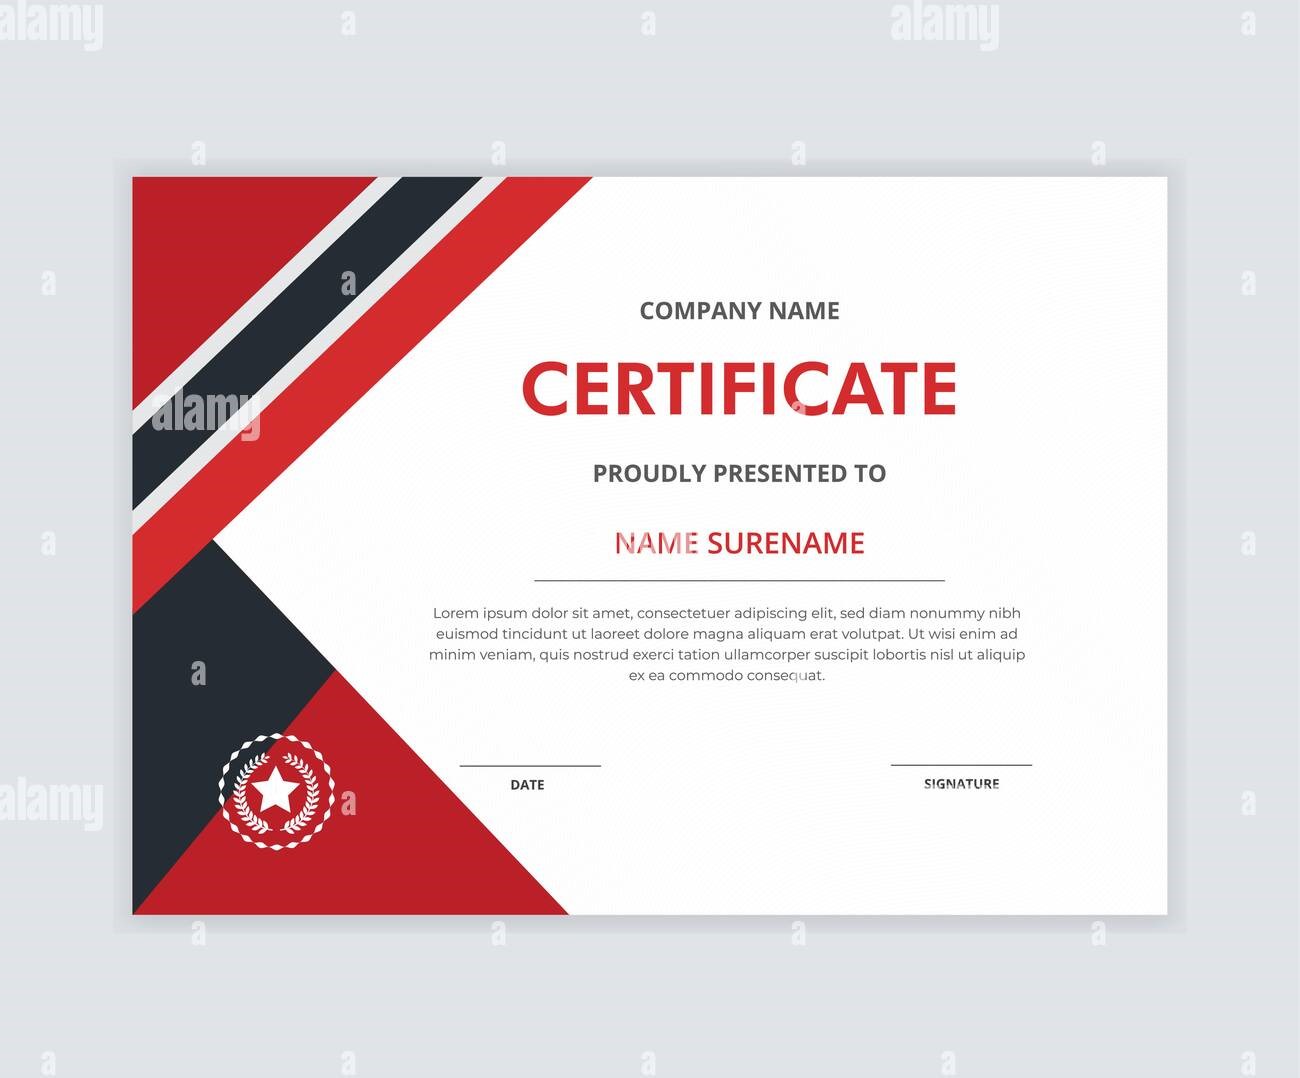 alamy
alamy
COMPANY NAME
CERTIFICATE
PROUDLY PRESENTED TO
NAME SURENAME
Lorem ipsum dolor sit amet, consectetuer adipiscing elit, sed diam nonummy nibh
euismod tincidunt ut laoreet dolore magna aliquam erat volutpat. Ut wisi enim ad
minim veniam, quis nostrud exerci tation ullamcorper suscipit lobortis nisl ut aliquip
ex ea commodo consequat.
DATE
SIGNATURE
alamy
alamy